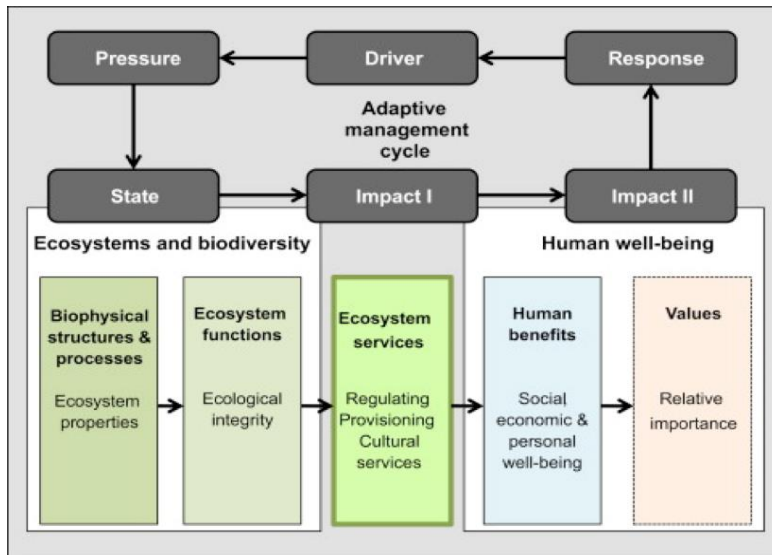 Pressure
Driver
Response
Adaptive
management
cycle
State
Impact I
Impact II
Ecosystems and biodiversity
Human well-being
Biophysical
structures &
processes
Ecosystem
properties
Ecosystem
functions
Ecological
integrity
Ecosystem
services
Regulating
Provisioning
Cultural
services
Human
benefits
Social,
economic &
personal
well-being
Values
Relative
importance